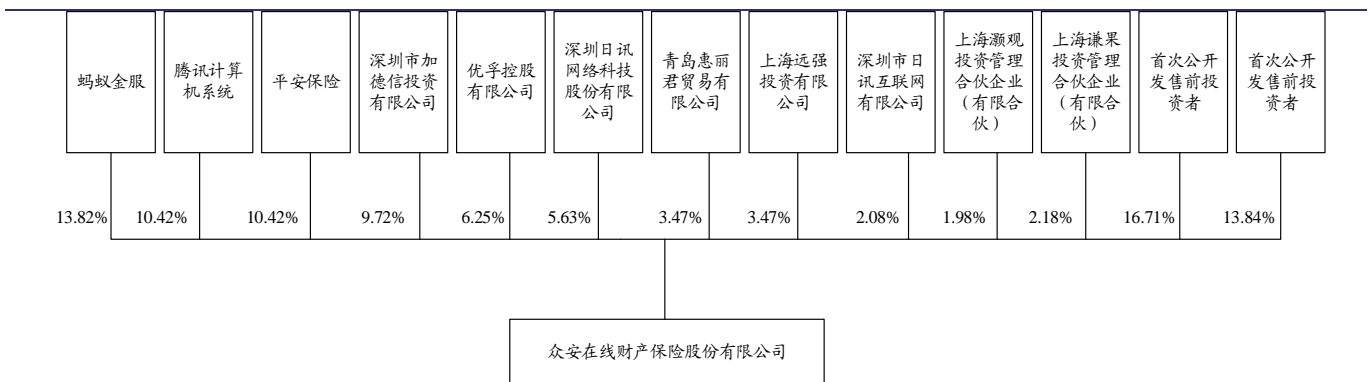 蚂蚁金服
腾讯计算
机系统
平安保险
深圳市加
德信投资
有限公司
优孚控股
有限公司
深圳日讯
网络科技
股份有限
公司
青岛惠丽
君贸易有
限公司
上海远强
投资有限
公司
深圳市日
讯互联网
有限公司
上海灏观
投资管理
合伙企业
（有限合
伙）
上海谦果
投资管理
合伙企业
（有限合
伙）
首次公开
发售前投
资者
首次公开
发售前投
资者
13.82% 10.42% 10.42% 9.72% 6.25% 5.63% 3.47% 3.47% 2.08% 1.98% 2.18% 16.71% 13.84%
众安在线财产保险股份有限公司